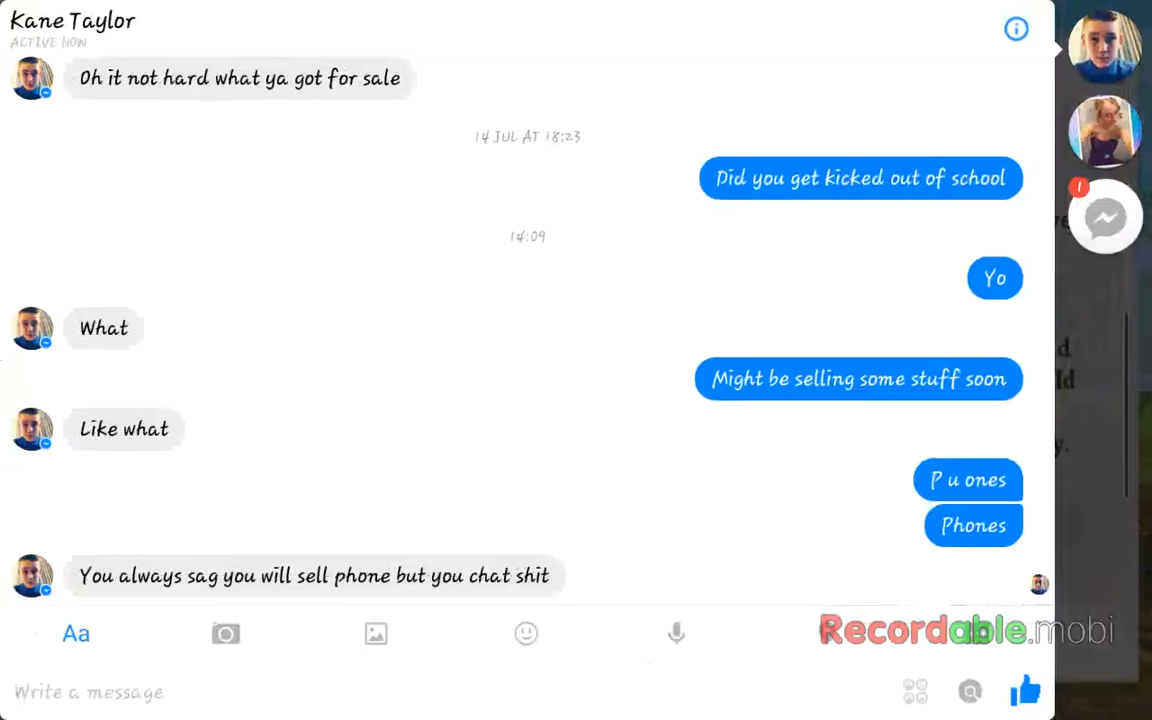 Kane Taylor
ACTIVE NOW
Oh it not hard what ya got for sale
14 JUL AT 18:23
Did you get kicked out of school
14:09
Yo
What
Might be selling some stuff soon
Like what
P u ones
Phones
You always sag you will sell phone but you chat shit
Aa
Recordable.mobi
Write a message
1
d
ld
y.